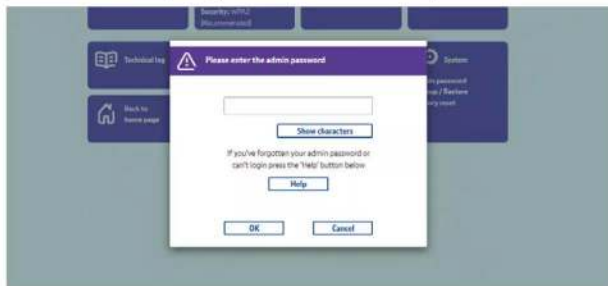 Security: WPA2
(Recommended)
Technical log
System
Please enter the admin password
Back to
home page
Show characters
If you've forgotten your admin password or
can't login press the 'Help' button below
Help
OK
Cancel